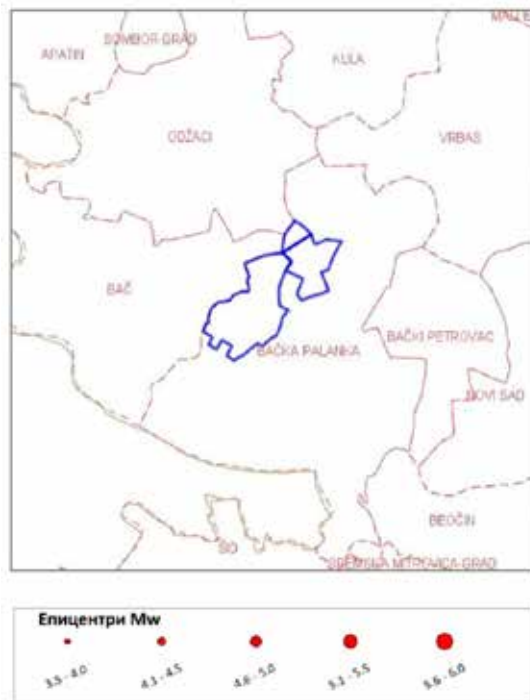 SOMBOR GRAD
APATIN
KULA
ODŽACI
VRBAS
BAČ
BAČKI PETROVAC
BAČKA PALANKA
NOVI SAD
BEOČIN
ŠID
SREMSKA MITROVICA-GRAD
Епицентри Mw
3.5 - 4.0
4.1 - 4.5
4.6 - 5.0
5.1 - 5.5
5.6 - 6.0